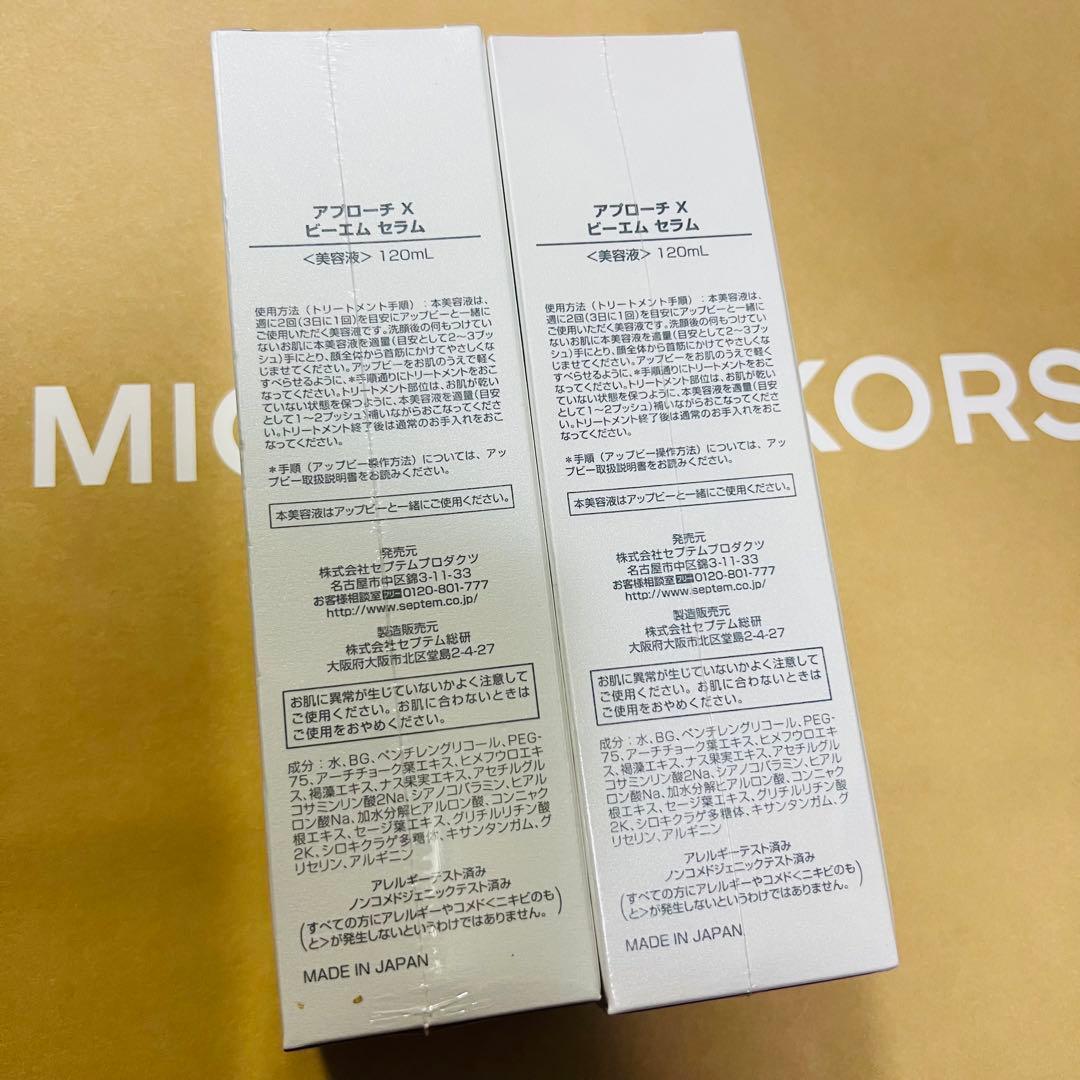 アプローチ X
ビーエム セラム
<美容液> 120mL
使用方法(トリートメント手順):本美容液は、
週に2回(3日に1回)を目安にアップビーと一緒に
ご使用いただく美容液です。洗顔後の何もつけてい
ないお肌に本美容液を適量(目安として2~3プッ
シュ)手にとり、顔全体から首筋にかけてやさしくな
じませてください。アップビーをお肌のうえで軽く
すべらせるように、*手順通りにトリートメントをおこ
なってください。トリートメント部位は、お肌が乾い
ていない状態を保つように、本美容液を適量(目安
として1~2プッシュ)補いながらおこなってくださ
い。トリートメント終了後は通常のお手入れをおこ
なってください。
*手順(アップビー操作方法)については、アッ
プビー取扱説明書をお読みください。
本美容液はアップビーと一緒にご使用ください。
発売元
株式会社セプテムプロダクツ
名古屋市中区錦3-11-33
お客様相談室フリー0120-801-777
http://www.septem.co.jp/
製造販売元
株式会社セプテム総研
大阪府大阪市北区堂島2-4-27
お肌に異常が生じていないかよく注意して
ご使用ください。お肌に合わないときは
ご使用をおやめください。
成分:水、BG、ペンチレングリコール、PEG-
75、アーチチョーク葉エキス、ヒメフウロエキ
ス、褐藻エキス、ナス果実エキス、アセチルグル
コサミンリン酸2Na、シアノコバラミン、ヒアル
ロン酸Na、加水分解ヒアルロン酸、コンニャク
根エキス、セージ葉エキス、グリチルリチン酸
2K、シロキクラゲ多糖体、キサンタンガム、グ
リセリン、アルギニン
アレルギーテスト済み
ノンコメドジェニックテスト済み
(すべての方にアレルギーやコメド<ニキビのも
と>が発生しないというわけではありません。)
MADE IN JAPAN
アプローチ X
ビーエム セラム
<美容液> 120mL
使用方法(トリートメント手順):本美容液は、
週に2回(3日に1回)を目安にアップビーと一緒に
ご使用いただく美容液です。洗顔後の何もつけてい
ないお肌に本美容液を適量(目安として2~3プッ
シュ)手にとり、顔全体から首筋にかけてやさしくな
じませてください。アップビーをお肌のうえで軽く
すべらせるように、*手順通りにトリートメントをおこ
なってください。トリートメント部位は、お肌が乾い
ていない状態を保つように、本美容液を適量(目安
として1~2プッシュ)補いながらおこなってくださ
い。トリートメント終了後は通常のお手入れをおこ
なってください。
*手順(アップビー操作方法)については、アッ
プビー取扱説明書をお読みください。
本美容液はアップビーと一緒にご使用ください。
発売元
株式会社セプテムプロダクツ
名古屋市中区錦3-11-33
お客様相談室フリー0120-801-777
http://www.septem.co.jp/
製造販売元
株式会社セプテム総研
大阪府大阪市北区堂島2-4-27
お肌に異常が生じていないかよく注意して
ご使用ください。お肌に合わないときは
ご使用をおやめください。
成分:水、BG、ペンチレングリコール、PEG-
75、アーチチョーク葉エキス、ヒメフウロエキ
ス、褐藻エキス、ナス果実エキス、アセチルグル
コサミンリン酸2Na、シアノコバラミン、ヒアル
ロン酸Na、加水分解ヒアルロン酸、コンニャク
根エキス、セージ葉エキス、グリチルリチン酸
2K、シロキクラゲ多糖体、キサンタンガム、グ
リセリン、アルギニン
アレルギーテスト済み
ノンコメドジェニックテスト済み
(すべての方にアレルギーやコメド<ニキビのも
と>が発生しないというわけではありません。)
MADE IN JAPAN
MIC KORS